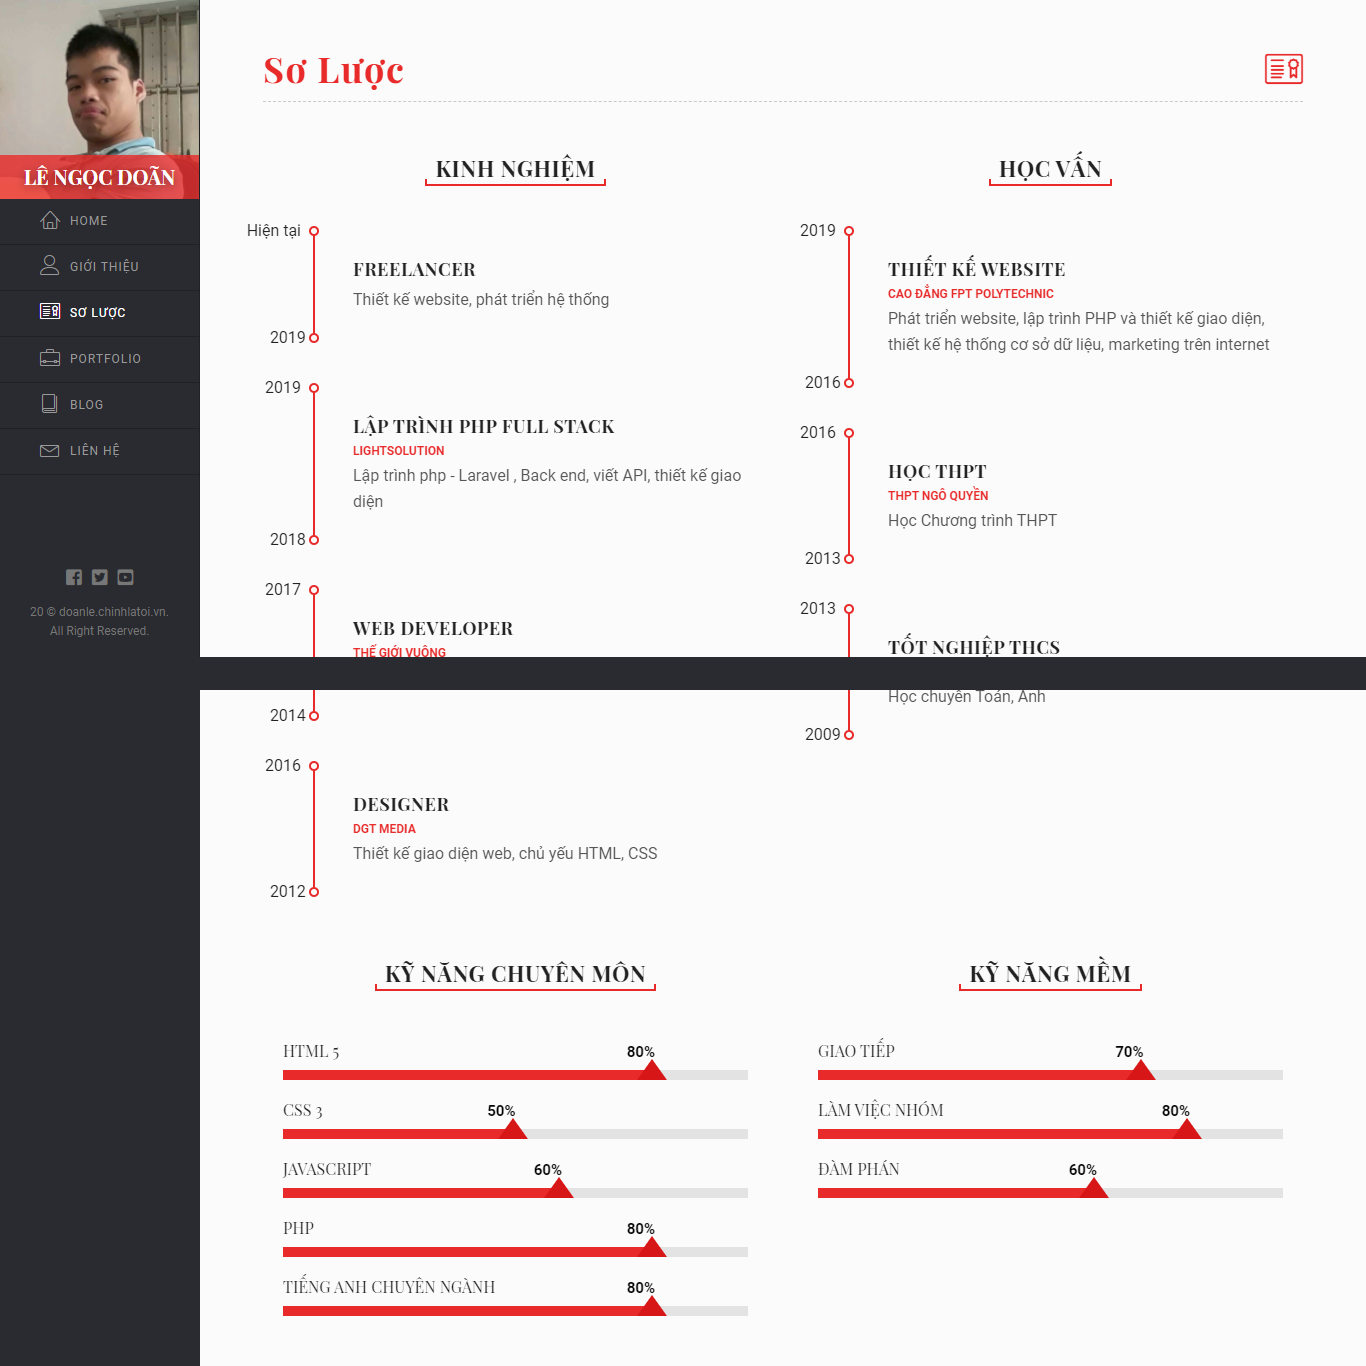 LÊ NGỌC DOÃN
HOME
GIỚI THIỆU
SƠ LƯỢC
PORTFOLIO
BLOG
LIÊN HỆ
20 © doanle.chinhlatoi.vn.
All Right Reserved.
Sơ Lược
KINH NGHIỆM
Hiện tại
FREELANCER
Thiết kế website, phát triển hệ thống
2019
2019
LẬP TRÌNH PHP FULL STACK
LIGHTSOLUTION
Lập trình php - Laravel , Back end, viết API, thiết kế giao
diện
2018
2017
WEB DEVELOPER
THẾ GIỚI VUÔNG
2014
2016
DESIGNER
DGT MEDIA
Thiết kế giao diện web, chủ yếu HTML, CSS
2012
HỌC VẤN
2019
THIẾT KẾ WEBSITE
CAO ĐẲNG FPT POLYTECHNIC
Phát triển website, lập trình PHP và thiết kế giao diện,
thiết kế hệ thống cơ sở dữ liệu, marketing trên internet
2016
2016
HỌC THPT
THPT NGÔ QUYỀN
Học Chương trình THPT
2013
2013
TỐT NGHIỆP THCS
Học chuyên Toán, Anh
2009
KỸ NĂNG CHUYÊN MÔN
HTML 5 80%
CSS 3 50%
JAVASCRIPT 60%
PHP 80%
TIẾNG ANH CHUYÊN NGÀNH 80%
KỸ NĂNG MỀM
GIAO TIẾP 70%
LÀM VIỆC NHÓM 80%
ĐÀM PHÁN 60%